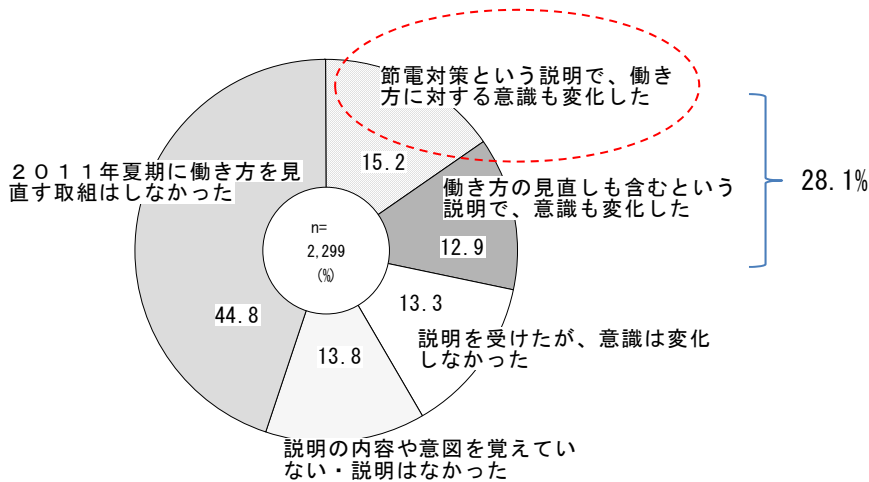 節電対策という説明で、働き
方に対する意識も変化した
15.2
28.1%
働き方の見直しも含むという
説明で、意識も変化した
12.9
13.3
説明を受けたが、意識は変化
しなかった
13.8
説明の内容や意図を覚えてい
ない・説明はなかった
44.8
２０１１年夏期に働き方を見
直す取組はしなかった
n=
2,299
(%)